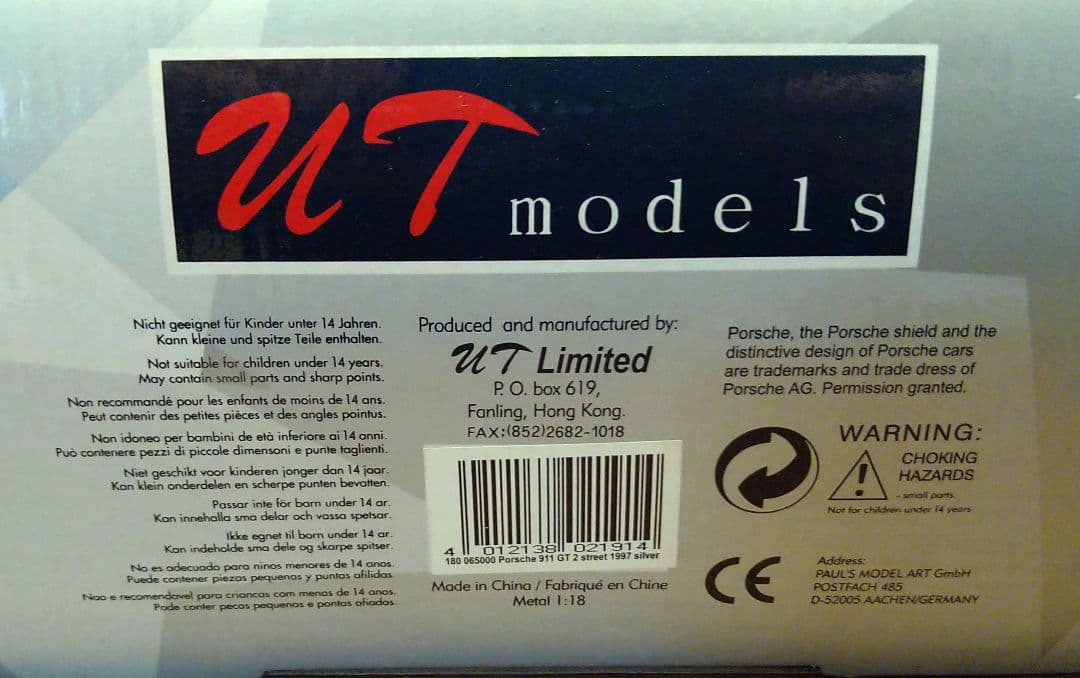 UT models
Nicht geeignet für Kinder unter 14 Jahren.
Kann kleine und spitze Teile enthalten.
Not suitable for children under 14 years.
May contain small parts and sharp points.
Non recommandé pour les enfants de moins de 14 ans.
Peut contenir des petites pièces et des angles pointus.
Non idoneo per bambini de età inferiore ai 14 anni.
Può contenere pezzi di piccole dimensoni e punte taglienti.
Niet geschikt voor kinderen jonger dan 14 jaar.
Kan klein onderdelen en scherpe punten bevatten.
Passar inte för barn under 14 ar.
Kan innehalla sma delar och vassa spetsar.
Ikke egnet til born under 14 ar.
Kan indeholde sma dele og skarpe spitser.
No es adecuado para ninos menores de 14 anos.
Puede contener piezas pequenas y puntas afilidas.
Nao e recomendavel para criancas com menos de 14 anos.
Pode conter pecas pequenas e pontas afiadas.
Produced and manufactured by:
UT Limited
P. O. box 619,
Fanling, Hong Kong.
FAX:(852)2682-1018
4 012138 021914
180 065000 Porsche 911 GT 2 street 1997 silver
Made in China / Fabriqué en Chine
Metal 1:18
Porsche, the Porsche shield and the
distinctive design of Porsche cars
are trademarks and trade dress of
Porsche AG. Permission granted.
WARNING:
CHOKING
HAZARDS
- small parts.
Not for children under 14 years
CE
Address:
PAUL'S MODEL ART GmbH
POSTFACH 485
D-52005 AACHEN/GERMANY